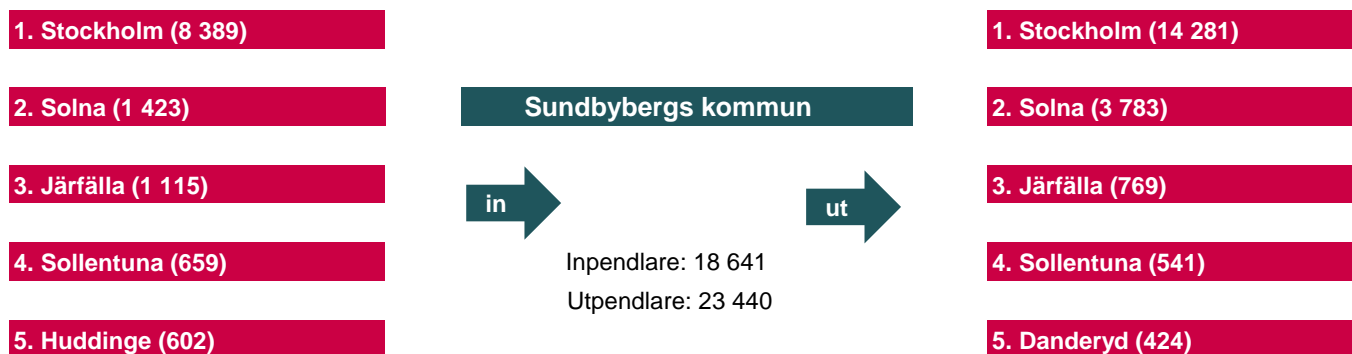 1. Stockholm (8 389)
2. Solna (1 423)
3. Järfälla (1 115)
4. Sollentuna (659)
5. Huddinge (602)
Sundbybergs kommun
in
ut
Inpendlare: 18 641
Utpendlare: 23 440
1. Stockholm (14 281)
2. Solna (3 783)
3. Järfälla (769)
4. Sollentuna (541)
5. Danderyd (424)